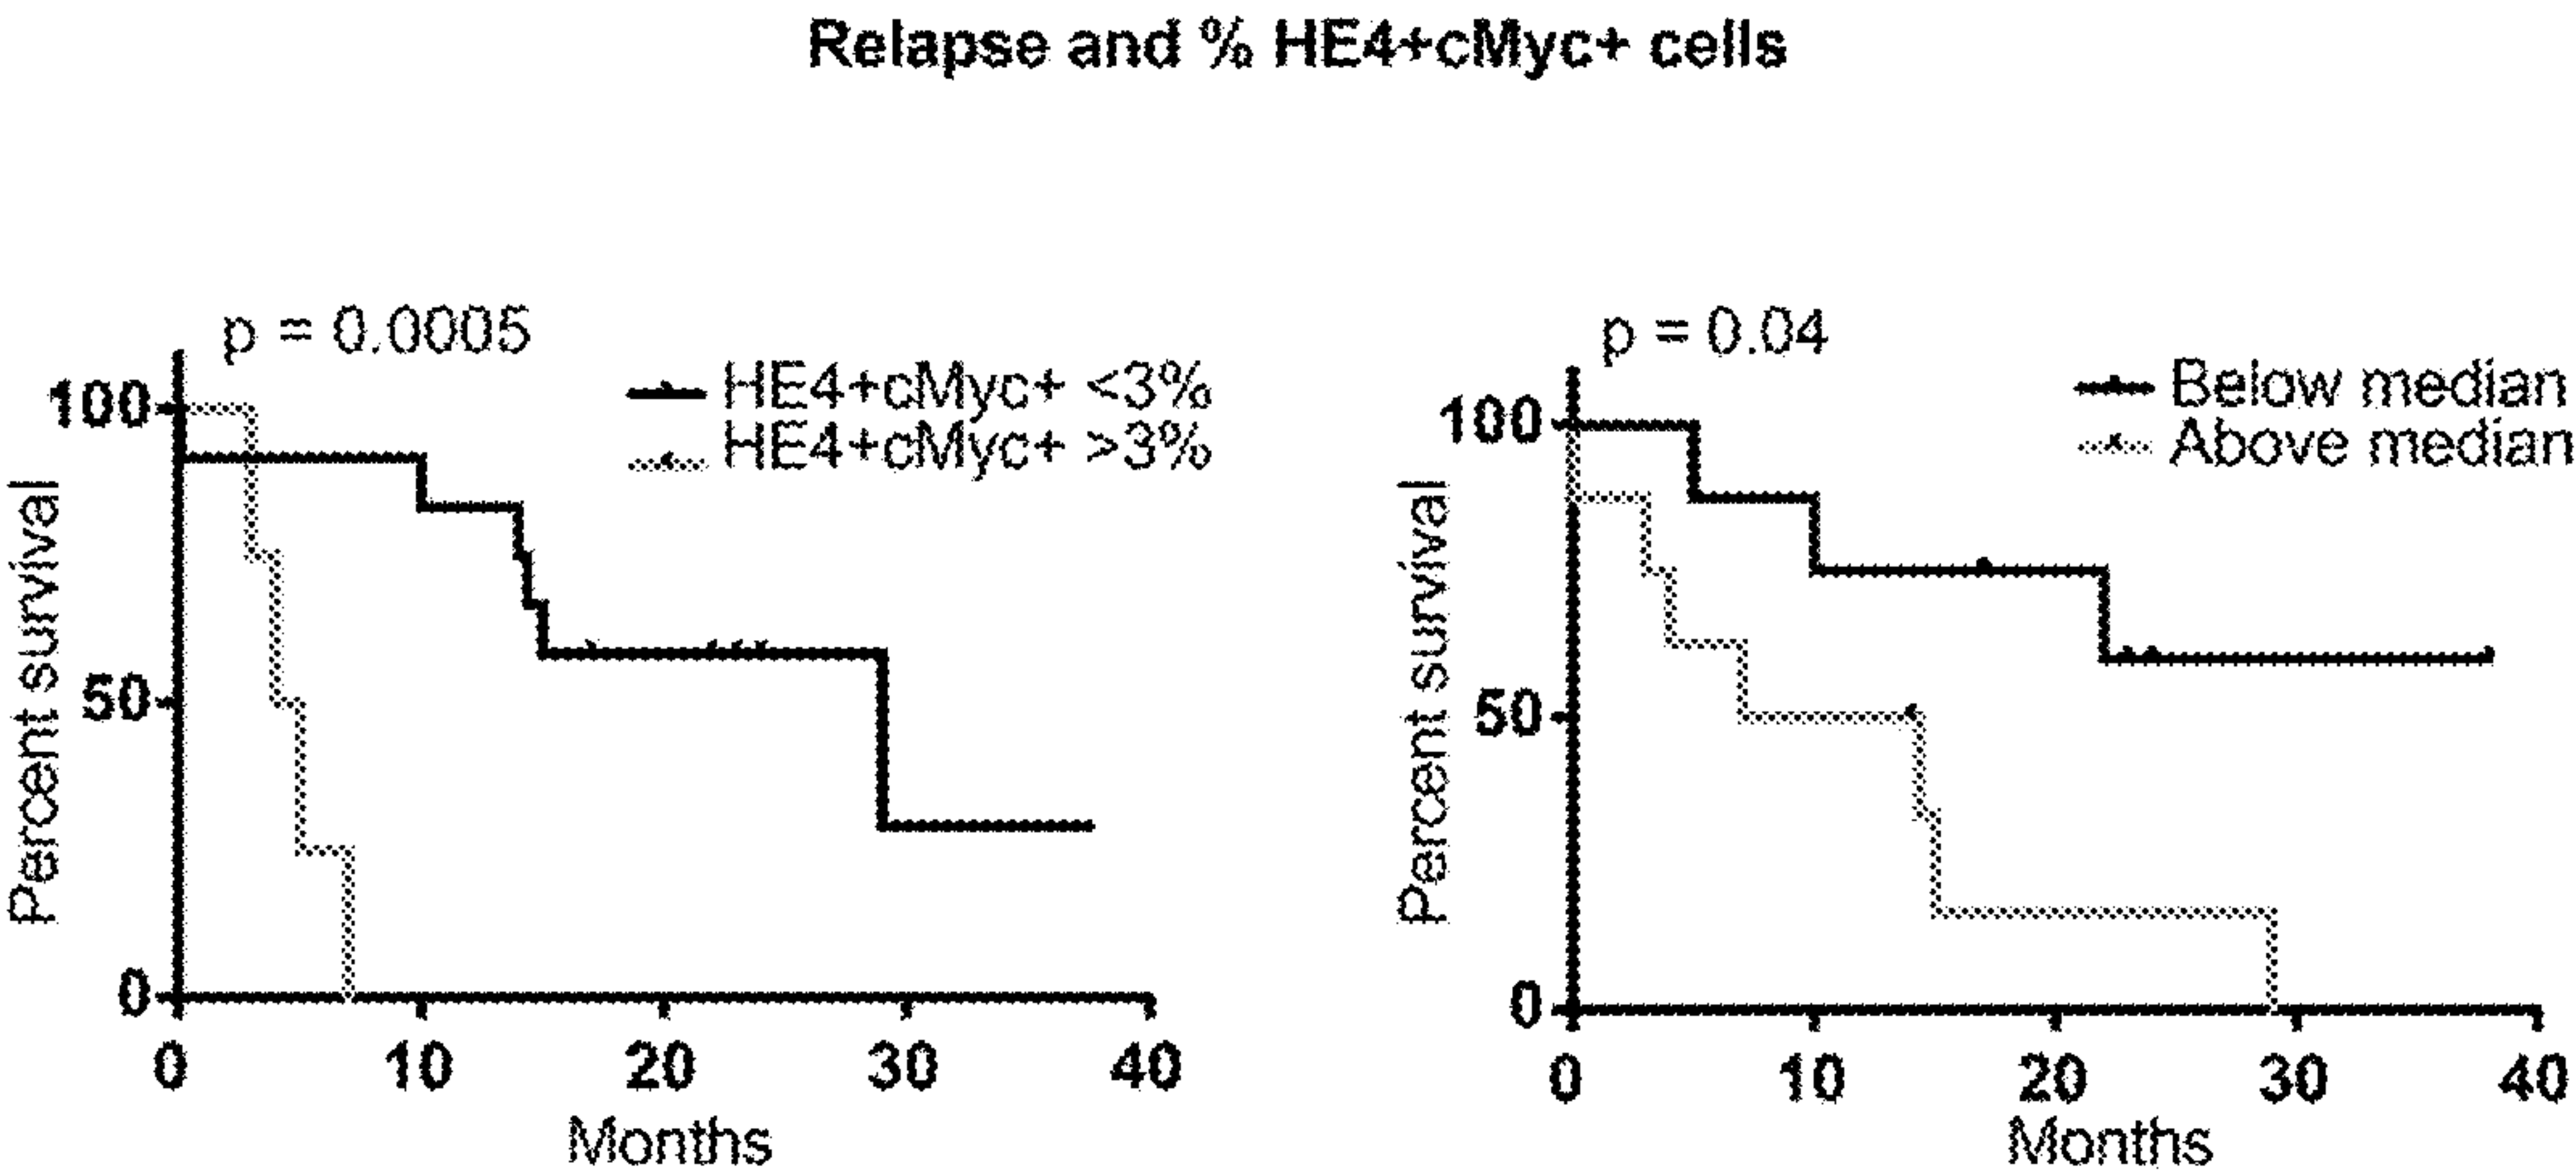 Relapse and % HE4+cMyc+ cells
p = 0.0005
HE4+cMyc+ <3%
HE4+cMyc+ >3%
Percent survival
100
50
0
0 10 20 30 40
Months
p = 0.04
Below median
Above median
Percent survival
100
50
0
0 10 20 30 40
Months